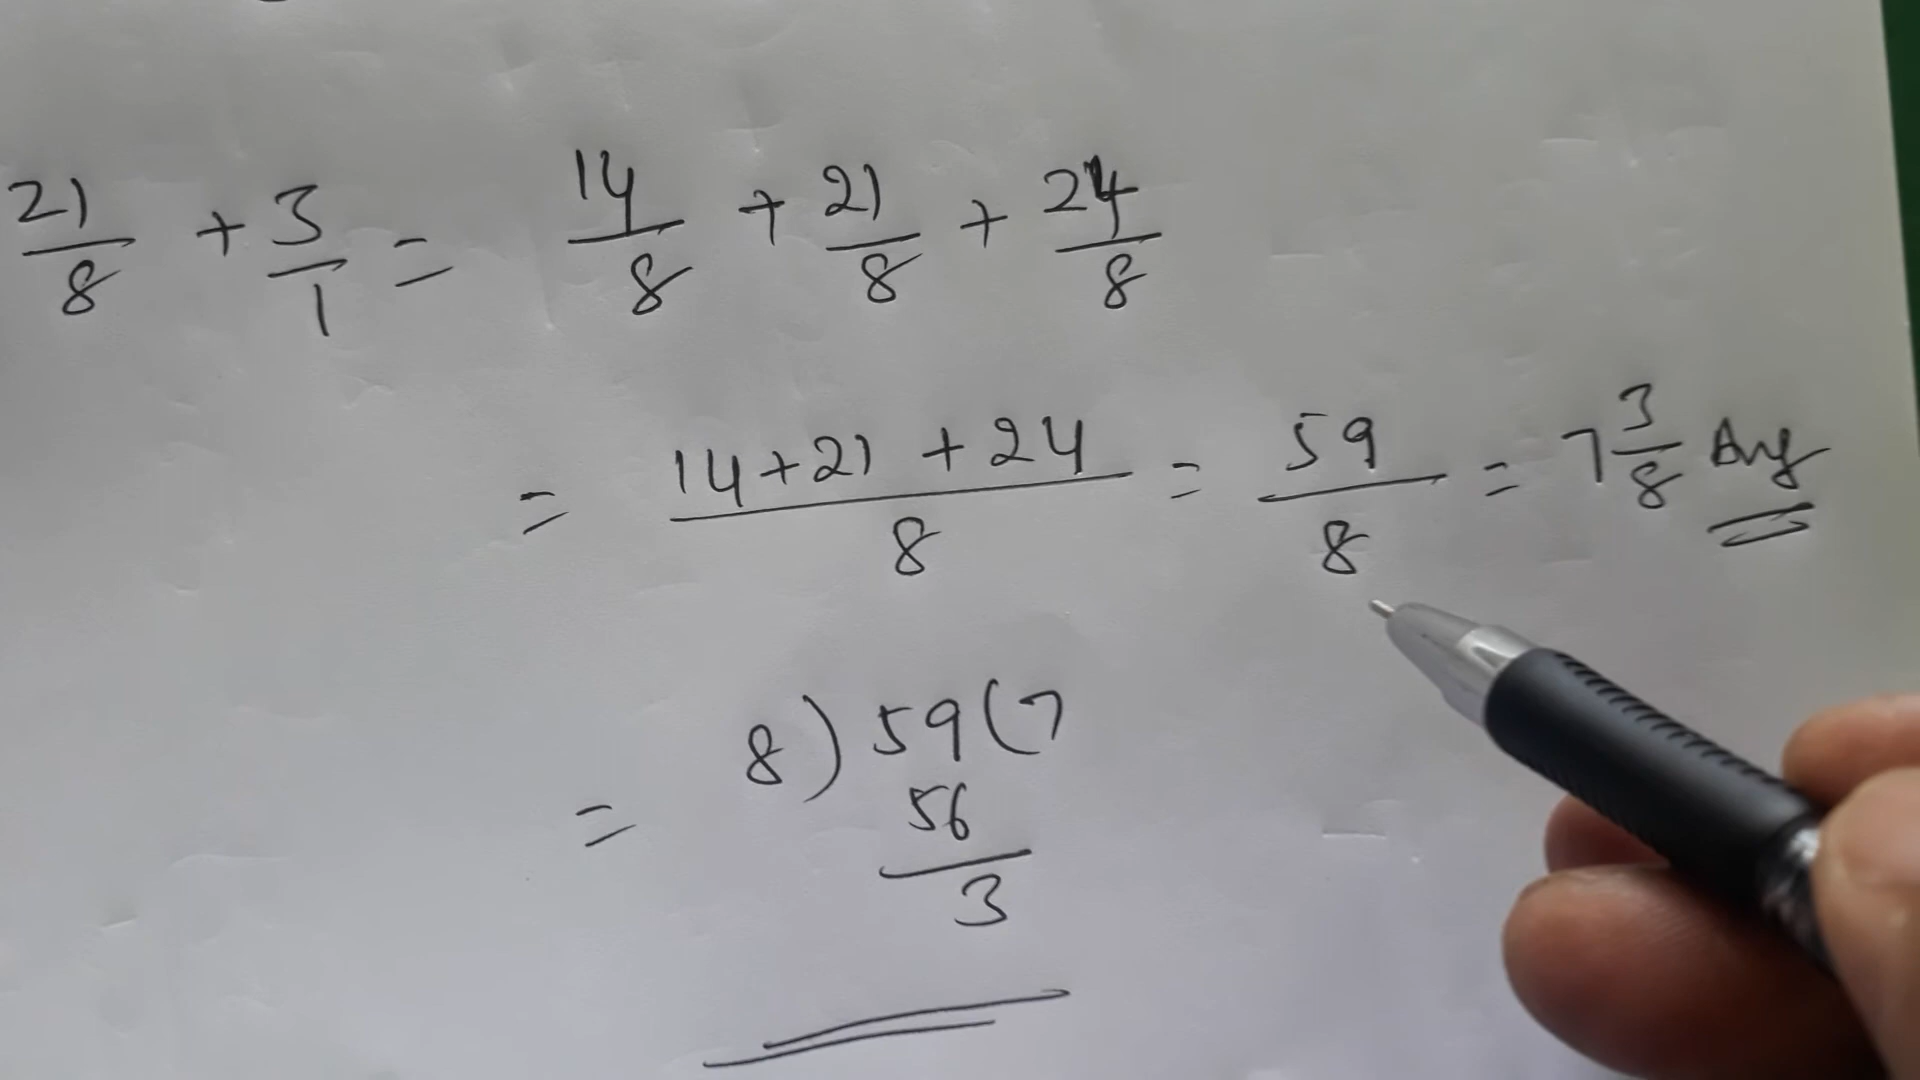 21/8 + 3/1 = 14/8 + 21/8 + 24/8
= 14+21+24/8 = 59/8 = 7 3/8 Ans
= 8)59(7
56
3